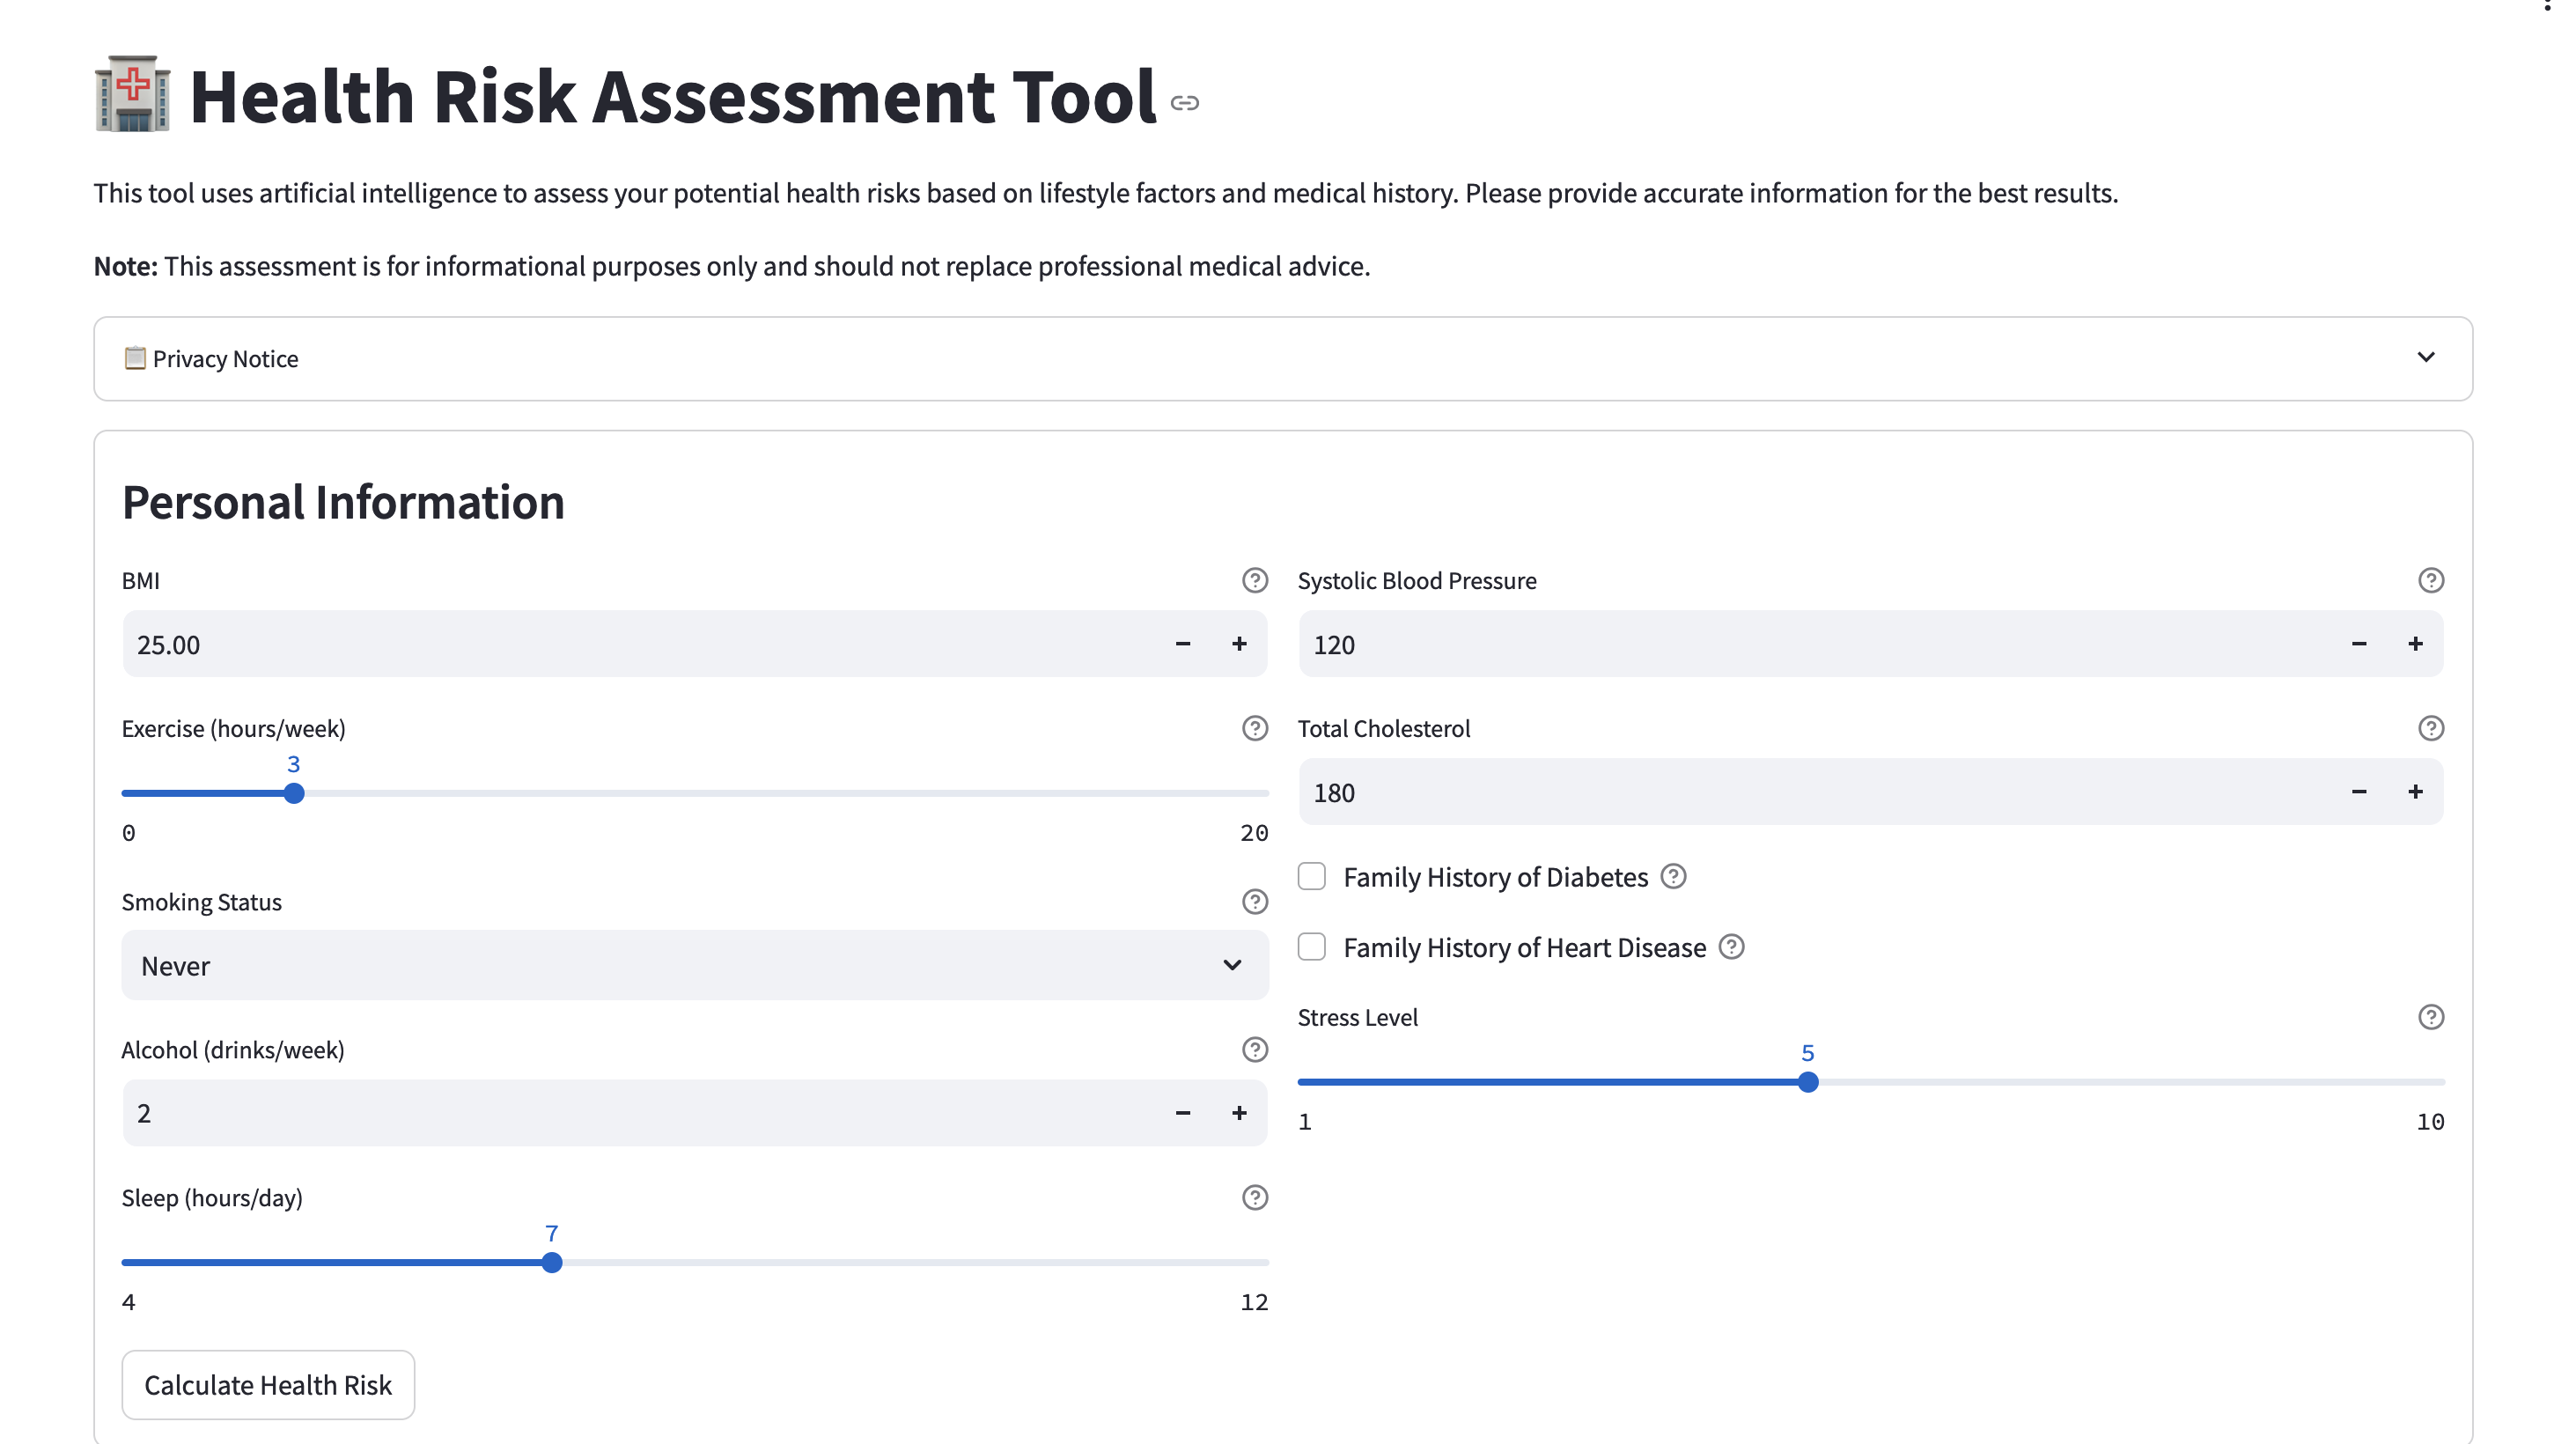 Health Risk Assessment Tool
This tool uses artificial intelligence to assess your potential health risks based on lifestyle factors and medical history. Please provide accurate information for the best results.
Note: This assessment is for informational purposes only and should not replace professional medical advice.
Privacy Notice
Personal Information
BMI
25.00
Exercise (hours/week)
3
0 20
Smoking Status
Never
Alcohol (drinks/week)
2
Sleep (hours/day)
7
4 12
Systolic Blood Pressure
120
Total Cholesterol
180
Family History of Diabetes
Family History of Heart Disease
Stress Level
5
1 10
Calculate Health Risk